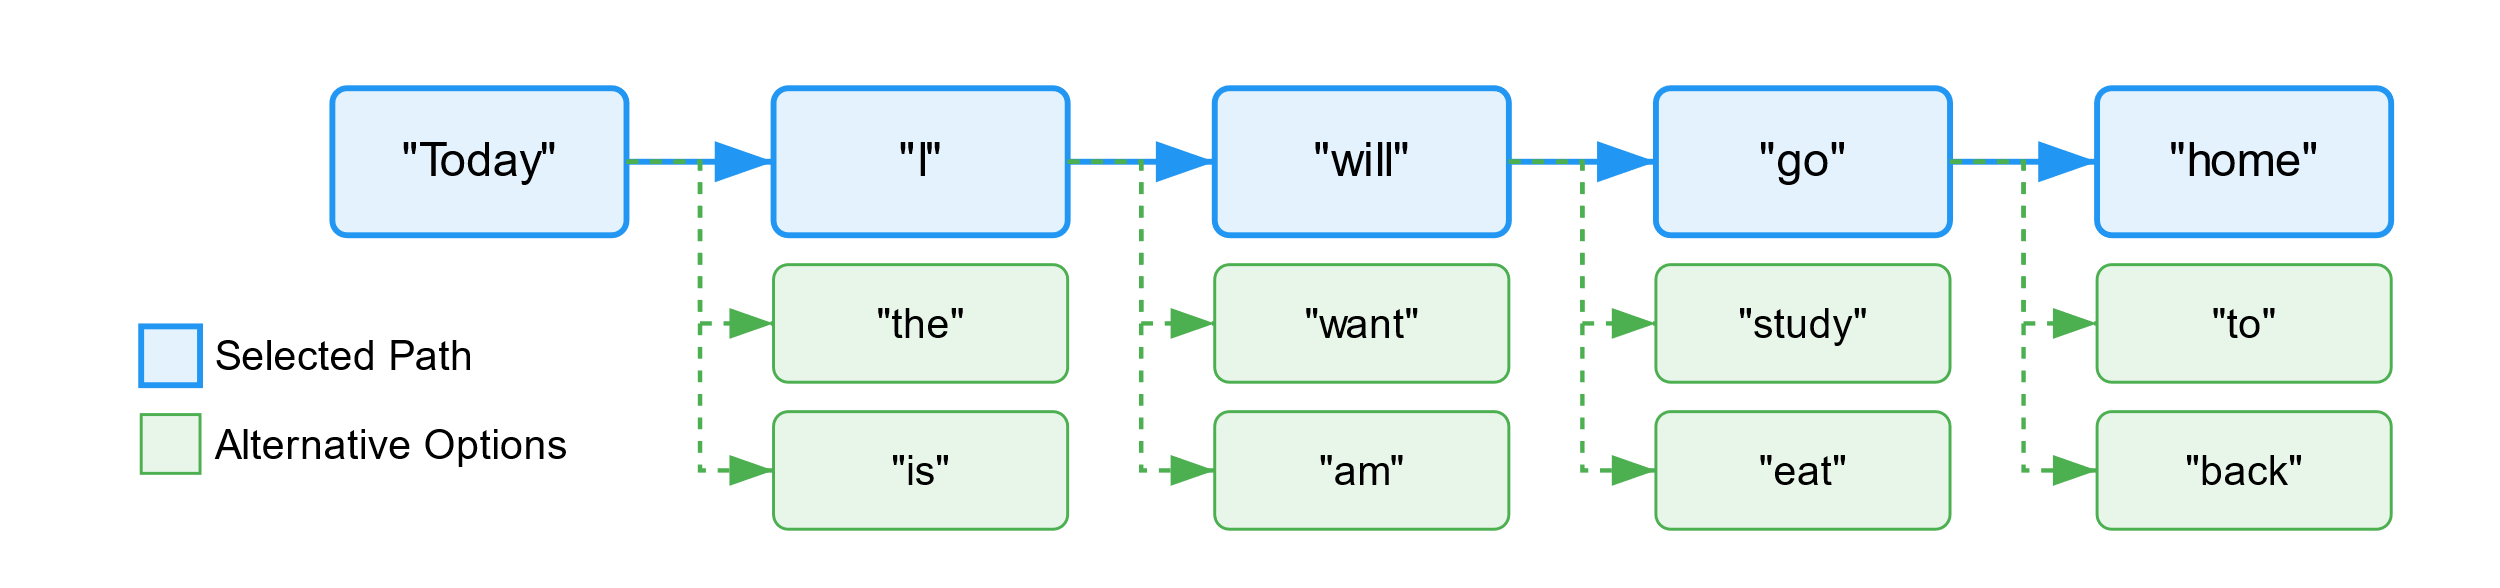 "Today"
"I"
"will"
"go"
"home"
"the"
"want"
"study"
"to"
"is"
"am"
"eat"
"back"
Selected Path
Alternative Options